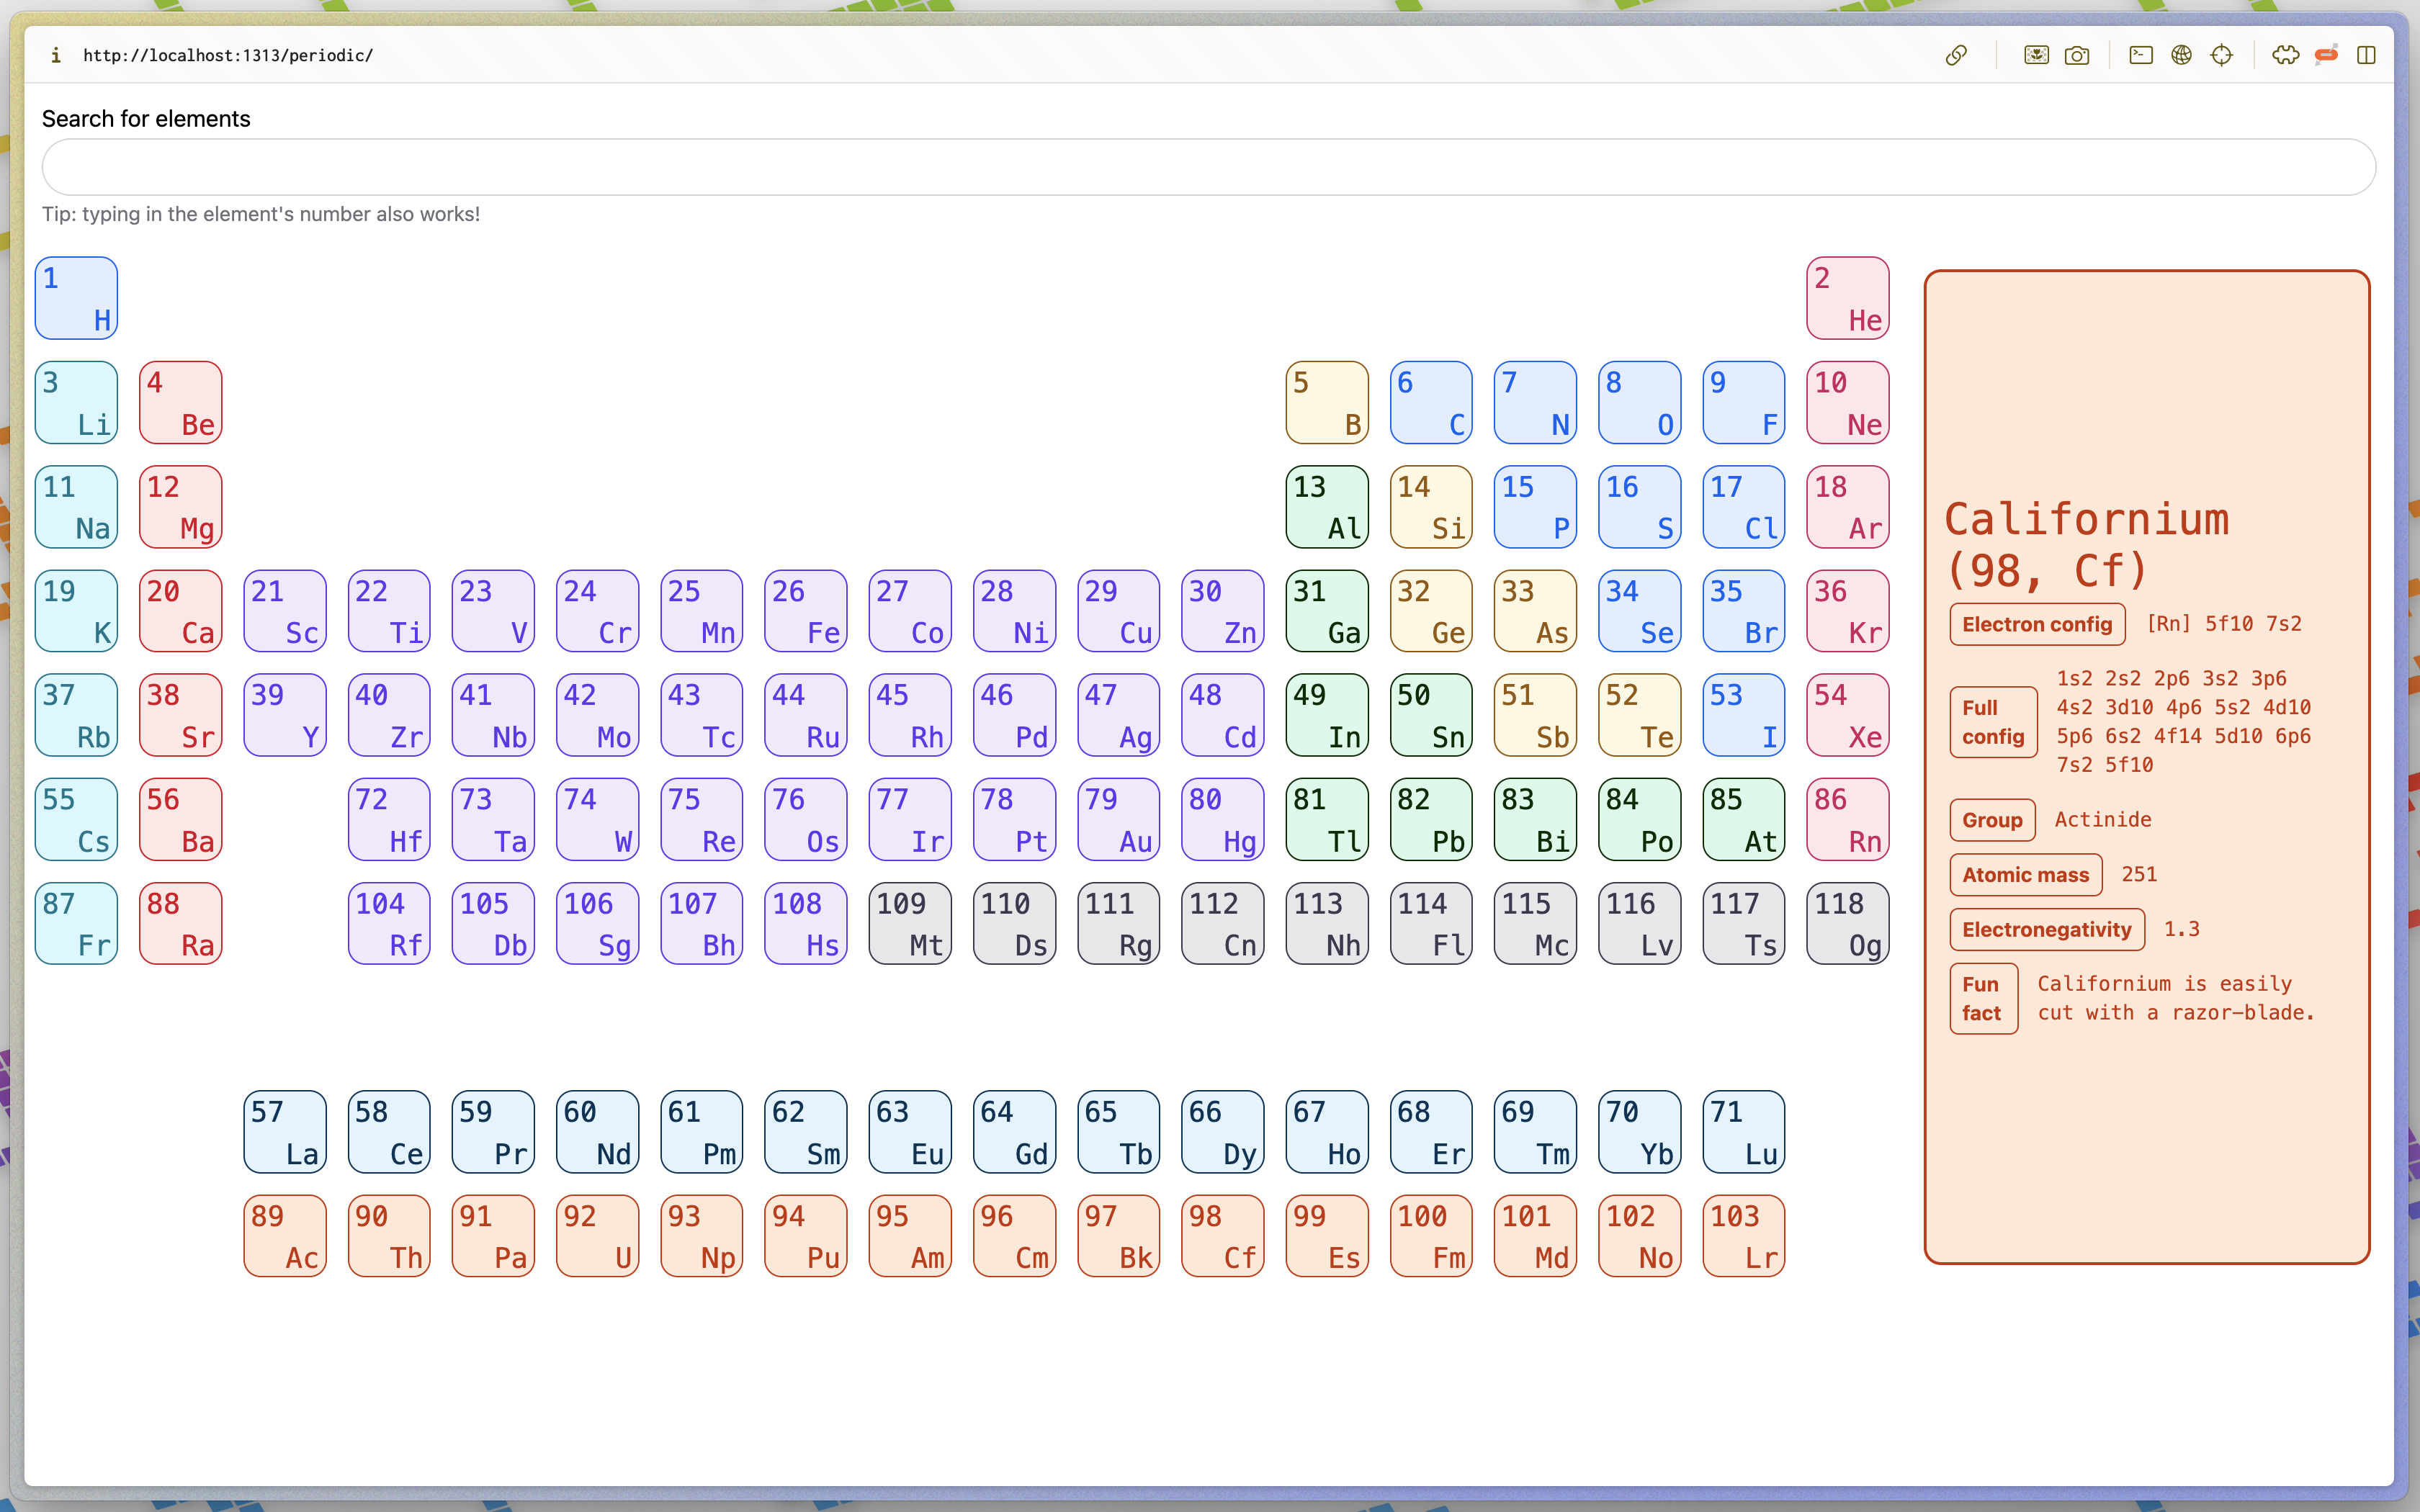 i http://localhost:1313/periodic/
Search for elements
Tip: typing in the element's number also works!
1 2
H He
3 4 5 6 7 8 9 10
Li Be B C N O F Ne
11 12 13 14 15 16 17 18
Na Mg Al Si P S Cl Ar
19 20 21 22 23 24 25 26 27 28 29 30 31 32 33 34 35 36
K Ca Sc Ti V Cr Mn Fe Co Ni Cu Zn Ga Ge As Se Br Kr
37 38 39 40 41 42 43 44 45 46 47 48 49 50 51 52 53 54
Rb Sr Y Zr Nb Mo Tc Ru Rh Pd Ag Cd In Sn Sb Te I Xe
55 56 72 73 74 75 76 77 78 79 80 81 82 83 84 85 86
Cs Ba Hf Ta W Re Os Ir Pt Au Hg Tl Pb Bi Po At Rn
87 88 104 105 106 107 108 109 110 111 112 113 114 115 116 117 118
Fr Ra Rf Db Sg Bh Hs Mt Ds Rg Cn Nh Fl Mc Lv Ts Og
57 58 59 60 61 62 63 64 65 66 67 68 69 70 71
La Ce Pr Nd Pm Sm Eu Gd Tb Dy Ho Er Tm Yb Lu
89 90 91 92 93 94 95 96 97 98 99 100 101 102 103
Ac Th Pa U Np Pu Am Cm Bk Cf Es Fm Md No Lr
Californium
(98, Cf)
Electron config [Rn] 5f10 7s2
Full config
1s2 2s2 2p6 3s2 3p6
4s2 3d10 4p6 5s2 4d10
5p6 6s2 4f14 5d10 6p6
7s2 5f10
Group Actinide
Atomic mass 251
Electronegativity 1.3
Fun fact
Californium is easily
cut with a razor-blade.